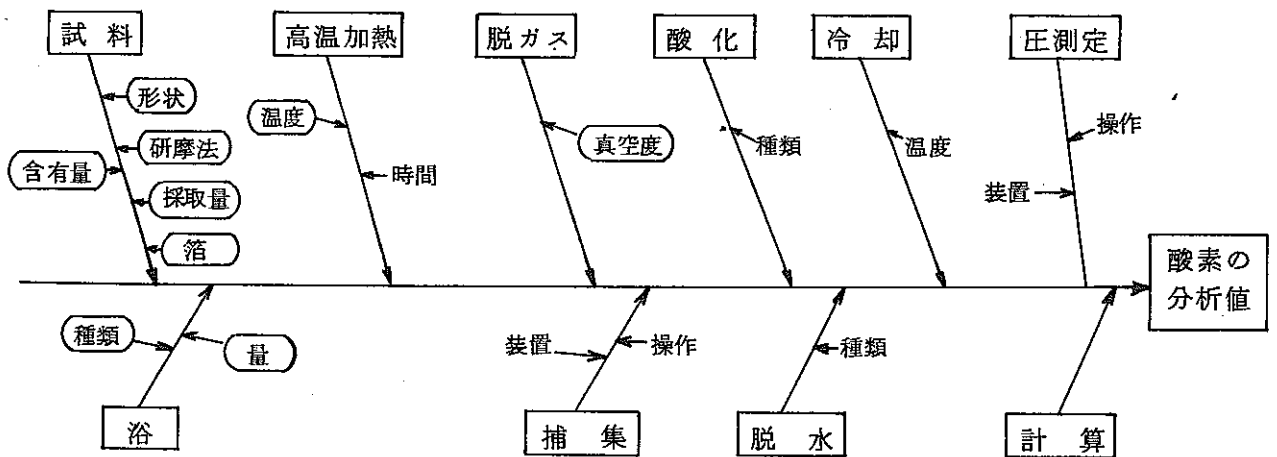 試料
高温加熱
脱ガス
酸化
冷却
圧測定
形状
研摩法
含有量
採取量
箔
温度
時間
真空度
種類
温度
操作
装置
酸素の
分析値
種類
量
装置
操作
種類
浴
捕集
脱水
計算